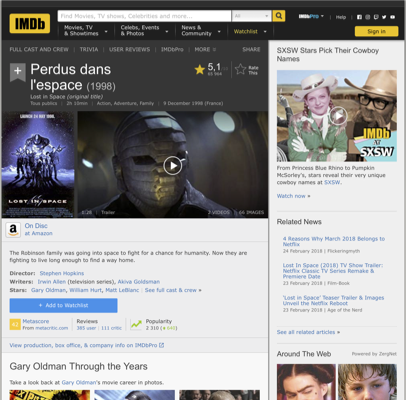 IMDb
Find Movies, TV shows, Celebrities and more...
All
IMDbPro
Help
Movies, TV
& Showtimes
Celebs, Events
& Photos
News &
Community
Watchlist
Sign in
FULL CAST AND CREW | TRIVIA | USER REVIEWS | IMDbPro | MORE
SHARE
Perdus dans
l'espace (1998)
Lost in Space (original title)
5,1
Rate
This
Tous publics | 2h 10min | Action, Adventure, Family | 9 December 1998 (France)
LOST IN SPACE
1:28 | Trailer
2 VIDEOS | 66 IMAGES
On Disc
at Amazon
The Robinson family was going into space to fight for a chance for humanity. Now they are
fighting to live long enough to find a way home.
Director: Stephen Hopkins
Writers: Irwin Allen (television series), Akiva Goldsman
Stars: Gary Oldman, William Hurt, Matt LeBlanc | See full cast & crew »
+ Add to Watchlist
Metascore
From metacritic.com
Reviews
385 user | 111 critic
Popularity
View production, box office, & company info on IMDbPro
Gary Oldman Through the Years
Take a look back at Gary Oldman's movie career in photos.
SXSW Stars Pick Their Cowboy
Names
IMDb
AT
SXSW
From Princess Blue Rhino to Pumpkin
McSorley's, stars reveal their very unique
cowboy names at SXSW.
Watch now »
Related News
4 Reasons Why March 2018 Belongs to
Netflix
24 February 2018 | Flickeringmyth
Lost In Space (2018) TV Show Trailer:
Netflix Classic TV Series Remake &
Premiere Date
23 February 2018 | Film-Book
'Lost in Space' Teaser Trailer & Images
Unveil the Netflix Reboot
23 February 2018 | Age of the Nerd
See all related articles »
Around The Web
Powered by ZergNet